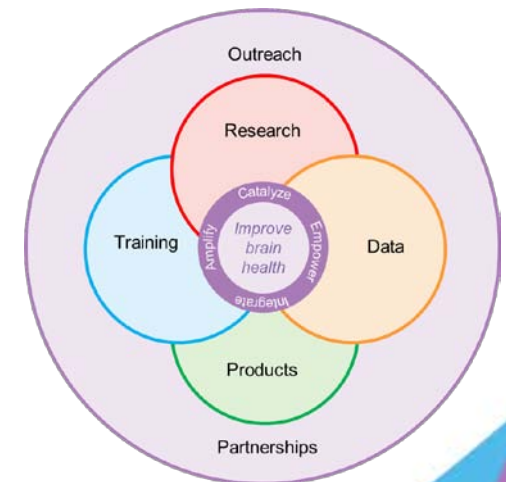 Outreach
Research
Catalyze
Training
Amplify
Improve
brain
health
Empower
Data
Integrate
Products
Partnerships